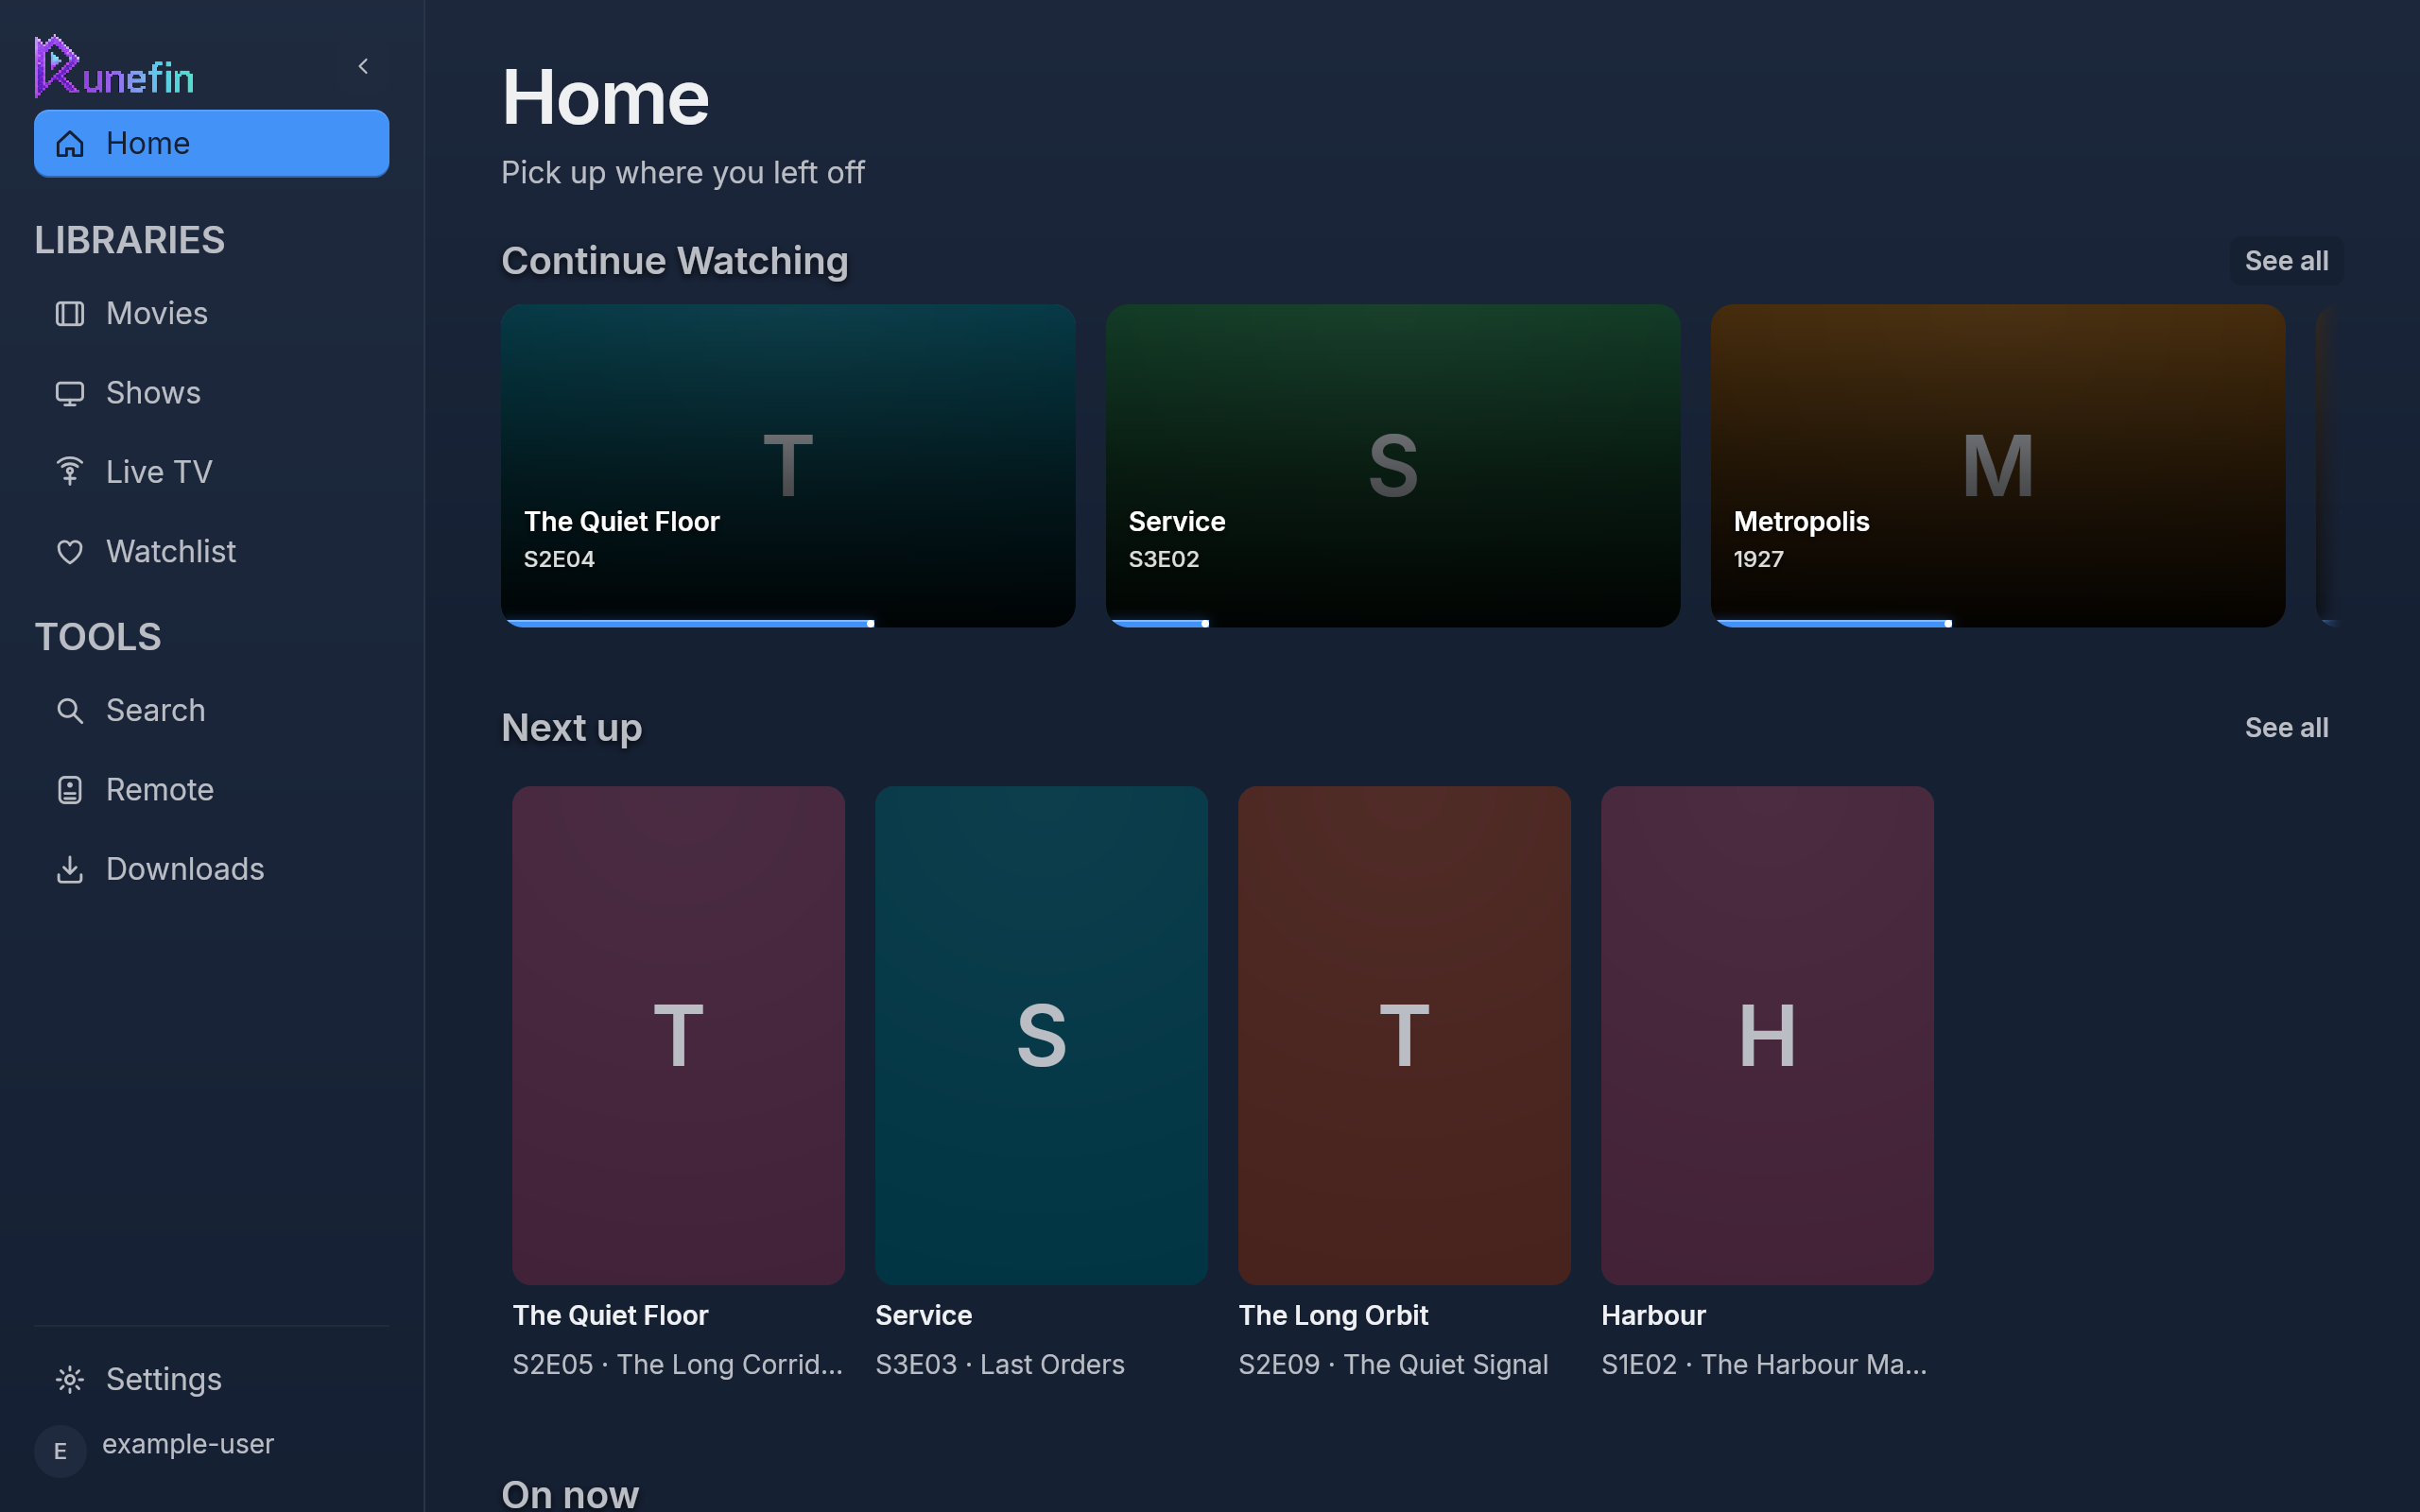 Runefin
Home
LIBRARIES
Movies
Shows
Live TV
Watchlist
TOOLS
Search
Remote
Downloads
Settings
E
example-user
Home
Pick up where you left off
Continue Watching
See all
T
The Quiet Floor
S2E04
S
Service
S3E02
M
Metropolis
1927
Next up
See all
T
The Quiet Floor
S2E05 · The Long Corrid...
S
Service
S3E03 · Last Orders
T
The Long Orbit
S2E09 · The Quiet Signal
H
Harbour
S1E02 · The Harbour Ma...
On now